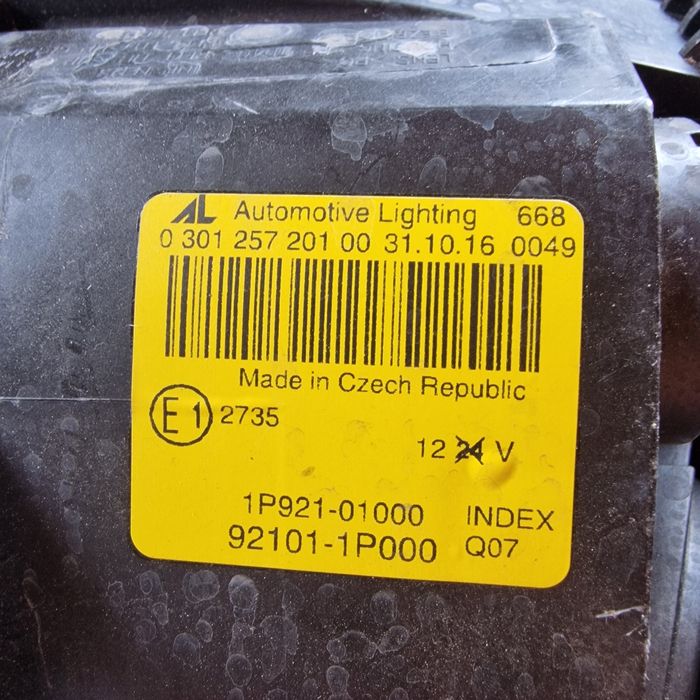 AL Automotive Lighting 668
0 301 257 201 00 31.10.16 0049
Made in Czech Republic
E1 2735
12 24 V
1P921-01000 INDEX
92101-1P000 Q07